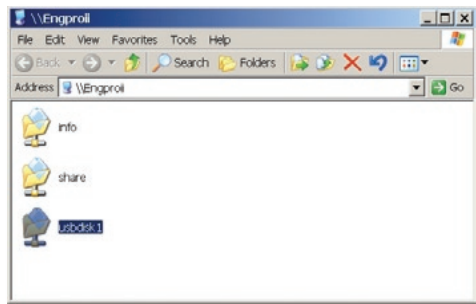 \\Engproii
File Edit View Favorites Tools Help
Back Search Folders
Address \\Engproii Go
info
share
usbdisk1